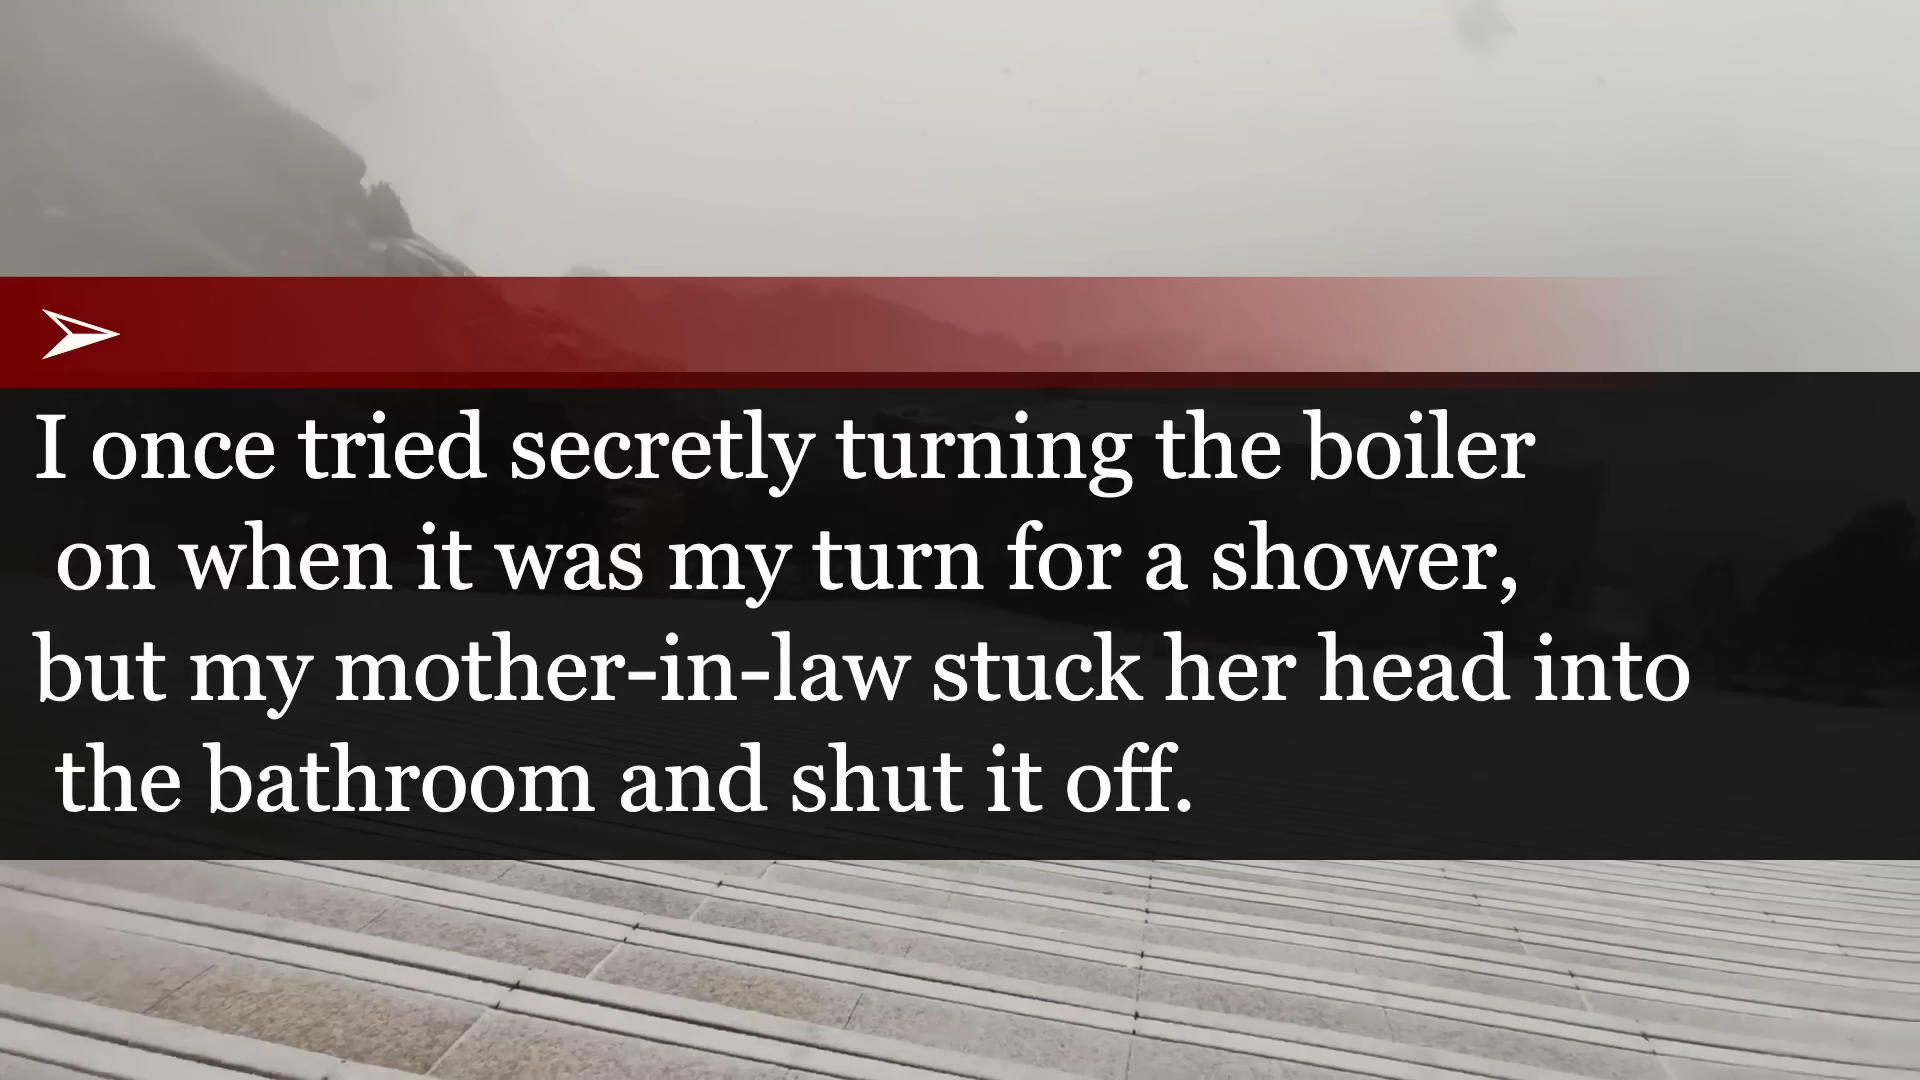 I once tried secretly turning the boiler
on when it was my turn for a shower,
but my mother-in-law stuck her head into
the bathroom and shut it off.